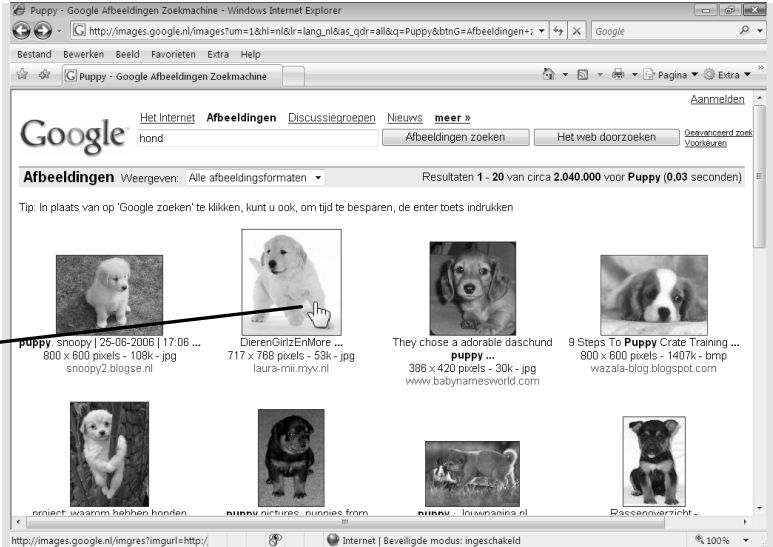 Puppy - Google Afbeeldingen Zoekmachine - Windows Internet Explorer
http://images.google.nl/images?um=1&hl=nl&lr=lang_nl&as_qdr=all&q=Puppy&btnG=Afbeeldingen+z
Google
Bestand Bewerken Beeld Favorieten Extra Help
Puppy - Google Afbeeldingen Zoekmachine
Pagina Extra
Aanmelden
Het Internet Afbeeldingen Discussiegroepen Nieuws meer »
Google
hond
Afbeeldingen zoeken
Het web doorzoeken
Geavanceerd zoek
Voorkeuren
Afbeeldingen Weergeven: Alle afbeeldingsformaten
Resultaten 1 - 20 van circa 2.040.000 voor Puppy (0,03 seconden)
Tip: In plaats van op 'Google zoeken' te klikken, kunt u ook, om tijd te besparen, de enter toets indrukken
puppy. snoopy | 25-06-2006 | 17:06 ...
800 x 600 pixels - 108k - jpg
snoopy2.blogse.nl
DierenGirlzEnMore ...
717 x 768 pixels - 53k - jpg
laura-mii.myv.nl
They chose a adorable daschund
puppy ...
386 x 420 pixels - 30k - jpg
www.babynamesworld.com
9 Steps To Puppy Crate Training ...
800 x 600 pixels - 1407k - bmp
wazala-blog.blogspot.com
project: waarom hebben honden
puppy pictures, puppies from
puppy - Jouwpagina.nl
Rassenoverzicht -
http://images.google.nl/imgres?imgurl=http:/
Internet | Beveiligde modus: ingeschakeld
100%